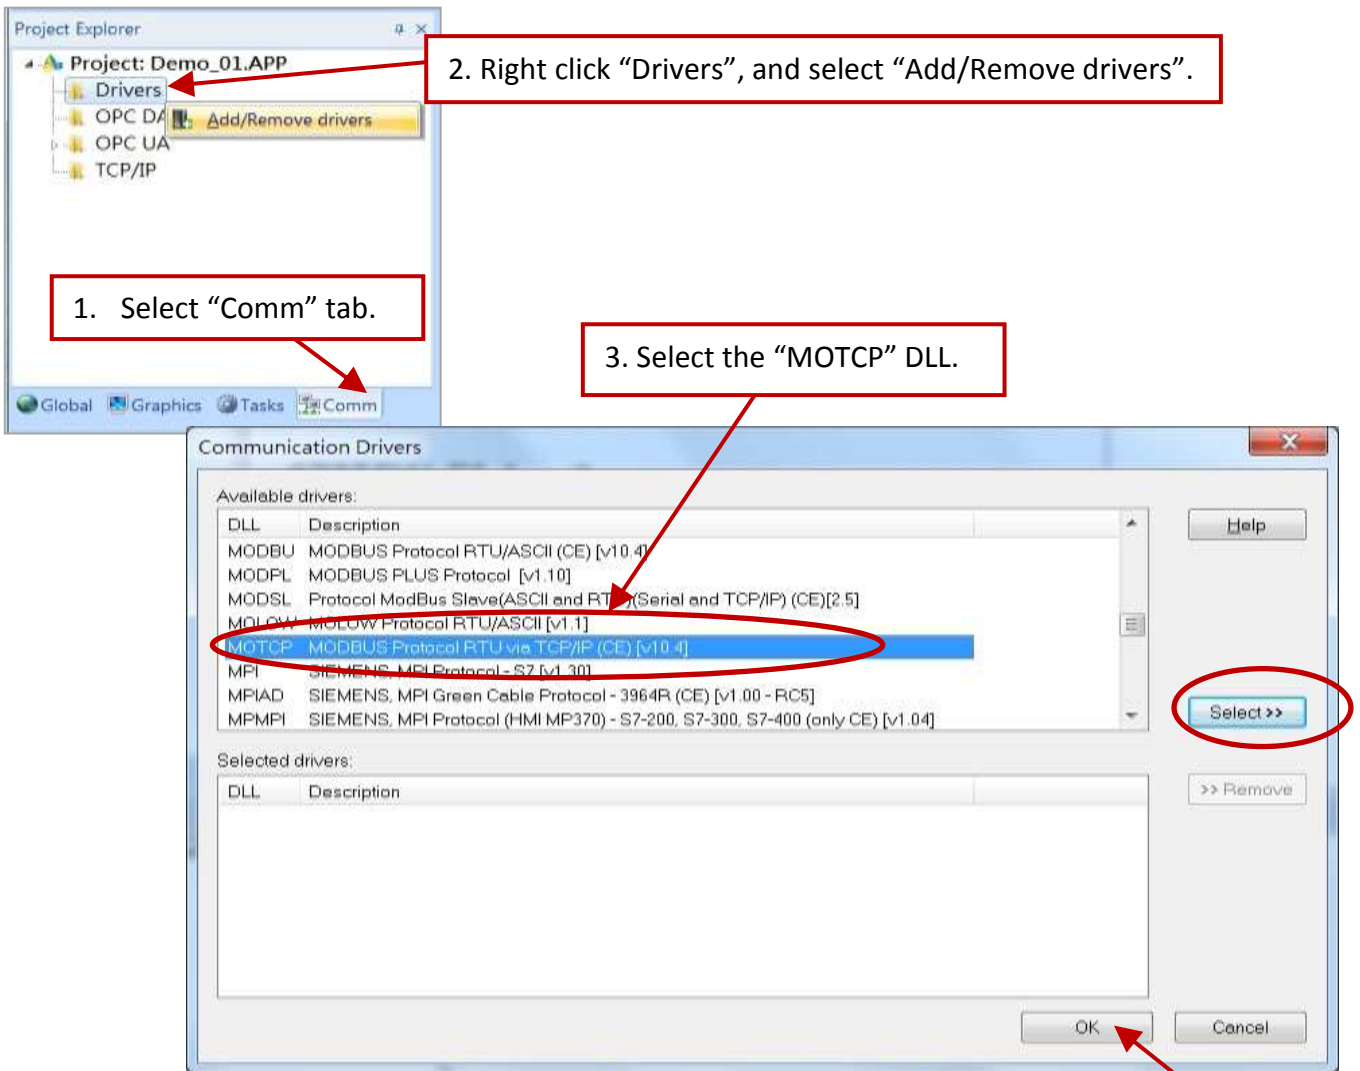 Project Explorer
Project: Demo_01.APP
2. Right click “Drivers”, and select “Add/Remove drivers”.
Drivers
OPC DA
Add/Remove drivers
OPC UA
TCP/IP
1. Select “Comm” tab.
3. Select the “MOTCP” DLL.
Global Graphics Tasks Comm
Communication Drivers
Available drivers:
DLL Description
Help
MODBU MODBUS Protocol RTU/ASCII (CE) [v10.4]
MODPL MODBUS PLUS Protocol [v1.10]
MODSL Protocol ModBus Slave(ASCII and RTU)(Serial and TCP/IP) (CE)[2.5]
MOLOW MOLOW Protocol RTU/ASCII [v1.1]
MOTCP MODBUS Protocol RTU via TCP/IP (CE) [v10.4]
MPI SIEMENS, MPI Protocol - S7 [v1.30]
MPIAD SIEMENS, MPI Green Cable Protocol - 3964R (CE) [v1.00 - RC5]
MPMPI SIEMENS, MPI Protocol (HMI MP370) - S7-200, S7-300, S7-400 (only CE) [v1.04]
Select >>
Selected drivers:
DLL Description
>> Remove
OK Cancel